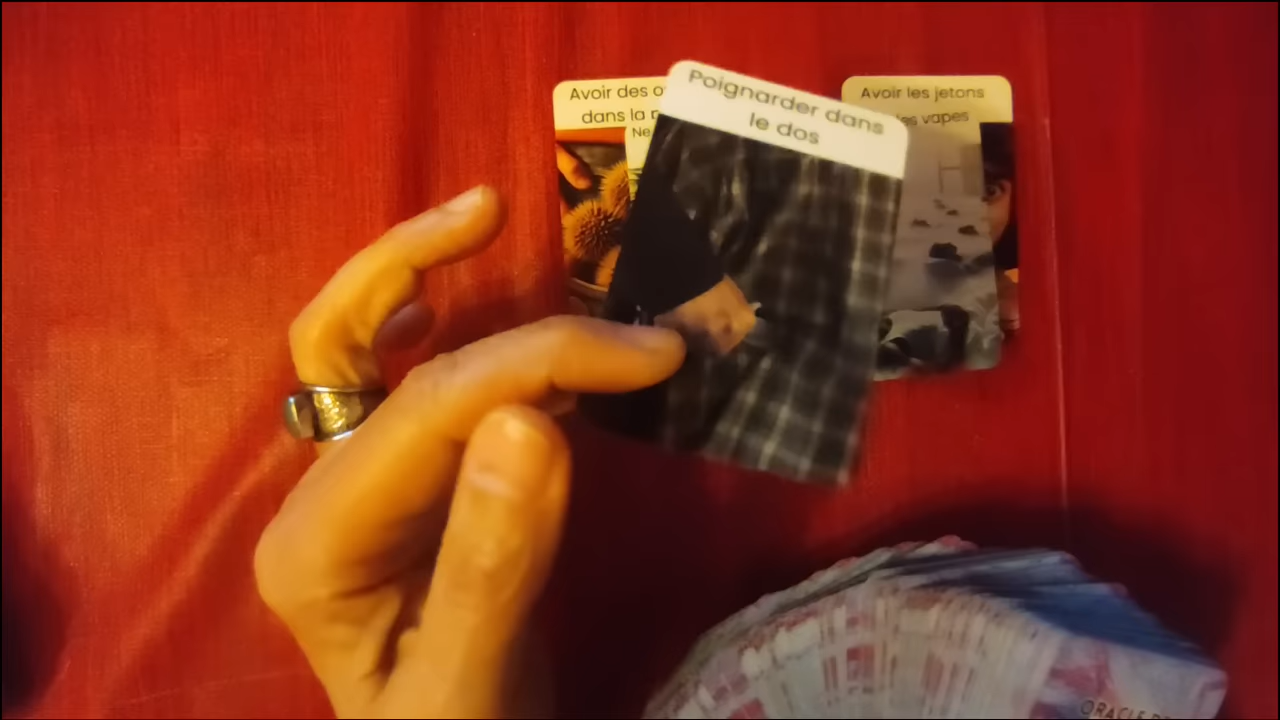 Avoir des
dans la
Ne
Poignarder dans
le dos
Avoir les jetons
les vapes
ORACLE